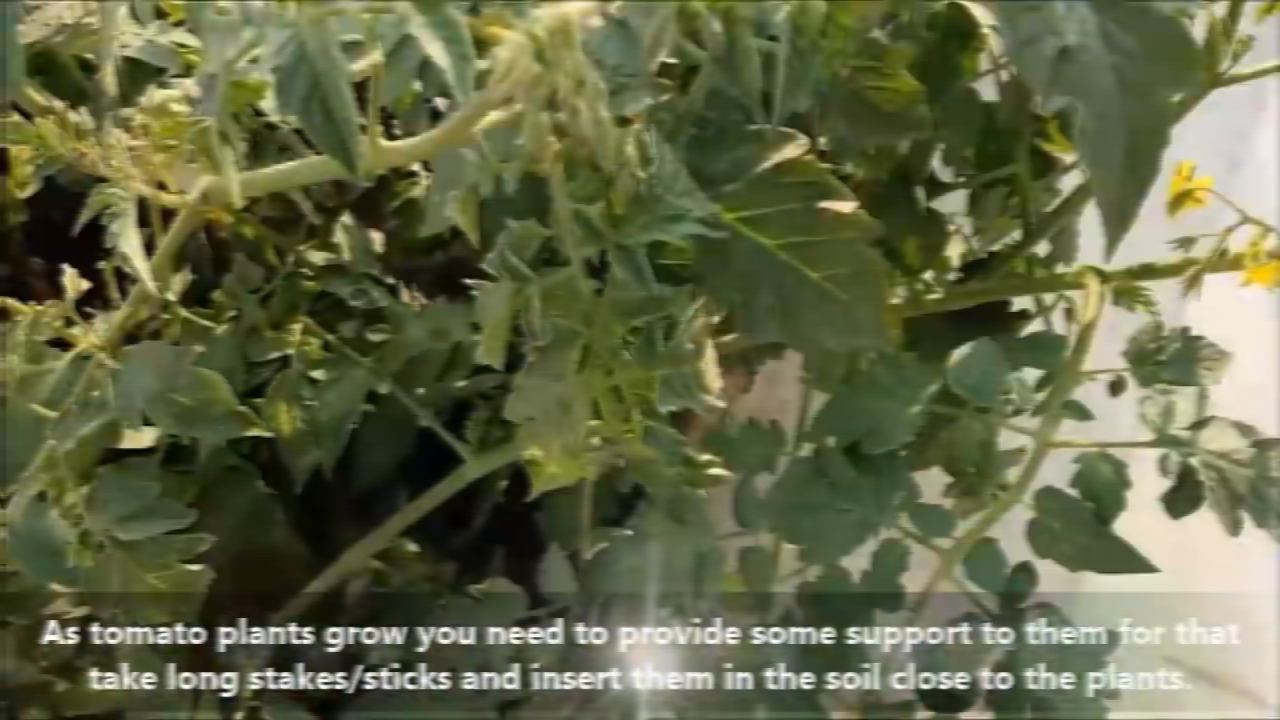 As tomato plants grow you need to provide some support to them for that
take long stakes/sticks and insert them in the soil close to the plants.